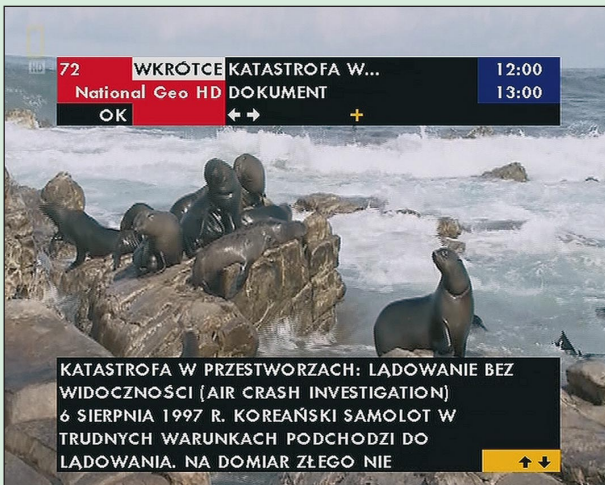 HD
72 WKRÓTCE KATASTROFA W... 12:00
National Geo HD DOKUMENT 13:00
OK
KATASTROFA W PRZESTWORZACH: LĄDOWANIE BEZ
WIDOCZNOŚCI (AIR CRASH INVESTIGATION)
6 SIERPNIA 1997 R. KOREAŃSKI SAMOLOT W
TRUDNYCH WARUNKACH PODCHODZI DO
LĄDOWANIA. NA DOMIAR ZŁEGO NIE